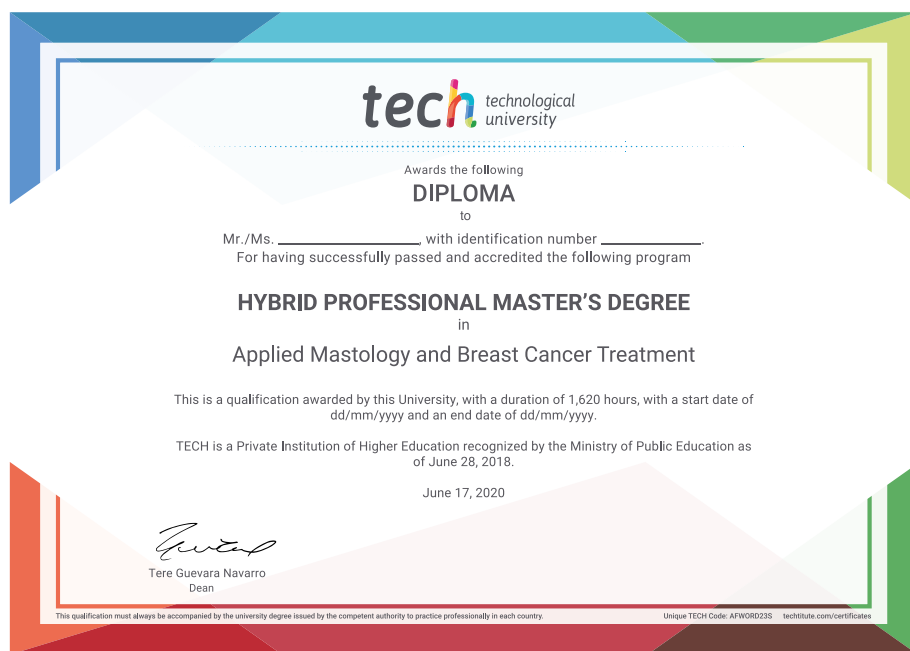 tech technological
university
Awards the following
DIPLOMA
to
Mr./Ms. ____________________, with identification number ______________.
For having successfully passed and accredited the following program
HYBRID PROFESSIONAL MASTER'S DEGREE
in
Applied Mastology and Breast Cancer Treatment
This is a qualification awarded by this University, with a duration of 1,620 hours, with a start date of
dd/mm/yyyy and an end date of dd/mm/yyyy.
TECH is a Private Institution of Higher Education recognized by the Ministry of Public Education as
of June 28, 2018.
June 17, 2020
Tere Guevara Navarro
Dean
This qualification must always be accompanied by the university degree issued by the competent authority to practice professionally in each country.
Unique TECH Code: AFWORD23S techtitute.com/certificates